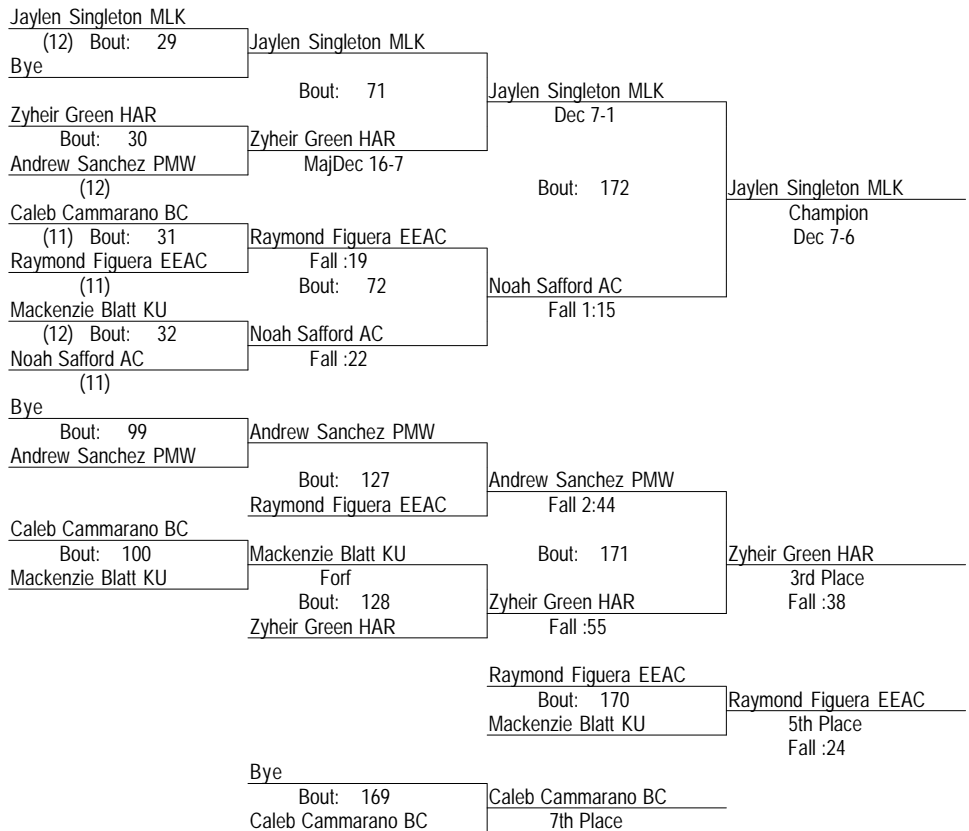 Jaylen Singleton MLK
(12) Bout: 29 Jaylen Singleton MLK
Bye
Bout: 71 Jaylen Singleton MLK
Zyheir Green HAR Dec 7-1
Bout: 30 Zyheir Green HAR
Andrew Sanchez PMW MajDec 16-7
(12) Bout: 172 Jaylen Singleton MLK
Caleb Cammarano BC Champion
(11) Bout: 31 Raymond Figuera EEAC Dec 7-6
Raymond Figuera EEAC Fall :19
(11) Bout: 72 Noah Safford AC
Mackenzie Blatt KU Fall 1:15
(12) Bout: 32 Noah Safford AC
Noah Safford AC Fall :22
(11)
Bye
Bout: 99 Andrew Sanchez PMW
Andrew Sanchez PMW
Bout: 127 Andrew Sanchez PMW
Raymond Figuera EEAC Fall 2:44
Caleb Cammarano BC
Bout: 100 Mackenzie Blatt KU Bout: 171 Zyheir Green HAR
Mackenzie Blatt KU Forf 3rd Place
Bout: 128 Zyheir Green HAR Fall :38
Zyheir Green HAR Fall :55
Raymond Figuera EEAC
Bout: 170 Raymond Figuera EEAC
Mackenzie Blatt KU 5th Place
Fall :24
Bye
Bout: 169 Caleb Cammarano BC
Caleb Cammarano BC 7th Place